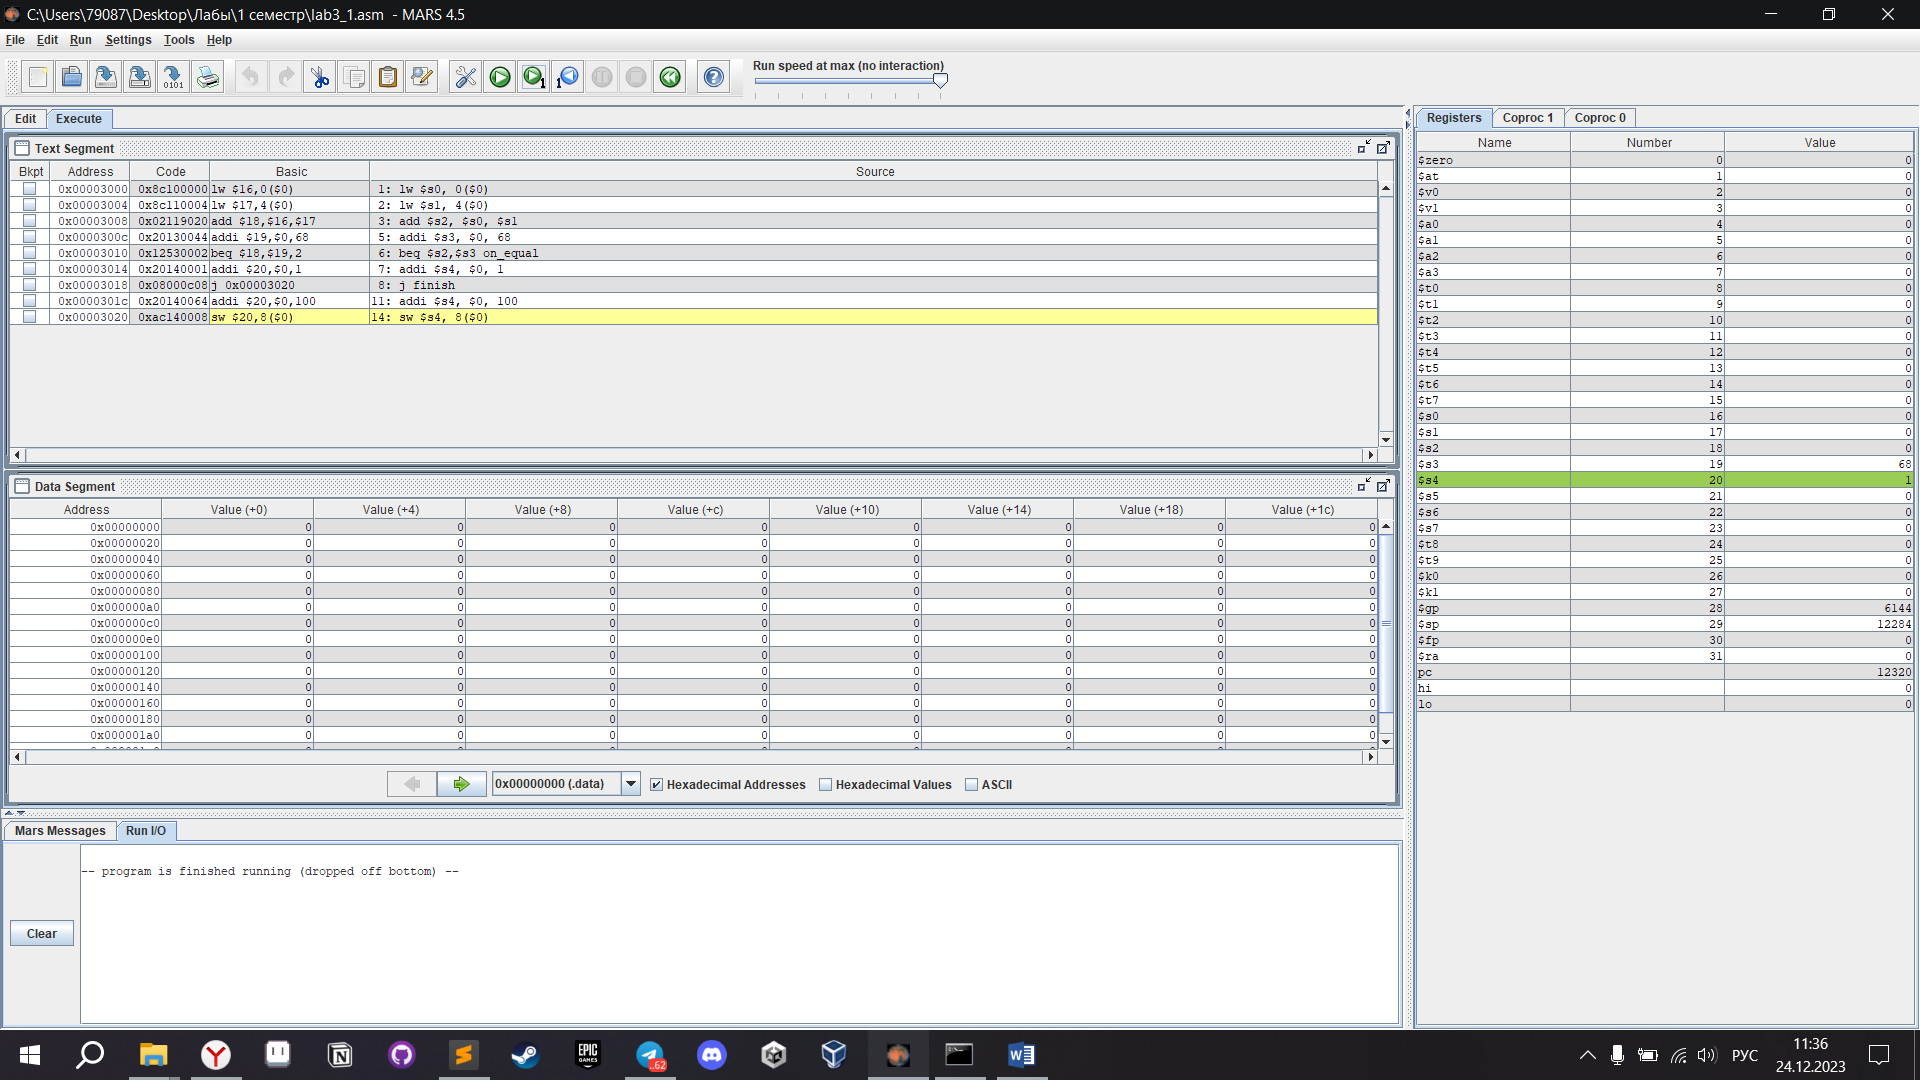 C:\Users\79087\Desktop\Лабы\1 семестр\lab3_1.asm - MARS 4.5
File Edit Run Settings Tools Help
Run speed at max (no interaction)
Edit Execute
Text Segment
Bkpt Address Code Basic Source
0x00003000 0x8c100000 lw $16,0($0) 1: lw $s0, 0($0)
0x00003004 0x8c110004 lw $17,4($0) 2: lw $s1, 4($0)
0x00003008 0x02119020 add $18,$16,$17 3: add $s2, $s0, $s1
0x0000300c 0x20130044 addi $19,$0,68 5: addi $s3, $0, 68
0x00003010 0x12530002 beq $18,$19,2 6: beq $s2,$s3 on_equal
0x00003014 0x20140001 addi $20,$0,1 7: addi $s4, $0, 1
0x00003018 0x08000c08 j 0x00003020 8: j finish
0x0000301c 0x20140064 addi $20,$0,100 11: addi $s4, $0, 100
0x00003020 0xac140008 sw $20,8($0) 14: sw $s4, 8($0)
Data Segment
Address Value (+0) Value (+4) Value (+8) Value (+c) Value (+10) Value (+14) Value (+18) Value (+1c)
0x00000000 0 0 0 0 0 0 0 0
0x00000020 0 0 0 0 0 0 0 0
0x00000040 0 0 0 0 0 0 0 0
0x00000060 0 0 0 0 0 0 0 0
0x00000080 0 0 0 0 0 0 0 0
0x000000a0 0 0 0 0 0 0 0 0
0x000000c0 0 0 0 0 0 0 0 0
0x000000e0 0 0 0 0 0 0 0 0
0x00000100 0 0 0 0 0 0 0 0
0x00000120 0 0 0 0 0 0 0 0
0x00000140 0 0 0 0 0 0 0 0
0x00000160 0 0 0 0 0 0 0 0
0x00000180 0 0 0 0 0 0 0 0
0x000001a0 0 0 0 0 0 0 0 0
0x00000000 (.data) Hexadecimal Addresses Hexadecimal Values ASCII
Mars Messages Run I/O
-- program is finished running (dropped off bottom) --
Clear
Registers Coproc 1 Coproc 0
Name Number Value
$zero 0 0
$at 1 0
$v0 2 0
$v1 3 0
$a0 4 0
$a1 5 0
$a2 6 0
$a3 7 0
$t0 8 0
$t1 9 0
$t2 10 0
$t3 11 0
$t4 12 0
$t5 13 0
$t6 14 0
$t7 15 0
$s0 16 0
$s1 17 0
$s2 18 0
$s3 19 68
$s4 20 1
$s5 21 0
$s6 22 0
$s7 23 0
$t8 24 0
$t9 25 0
$k0 26 0
$k1 27 0
$gp 28 6144
$sp 29 12284
$fp 30 0
$ra 31 0
pc 12320
hi 0
lo 0
EPIC GAMES
62
РУС
11:36
24.12.2023